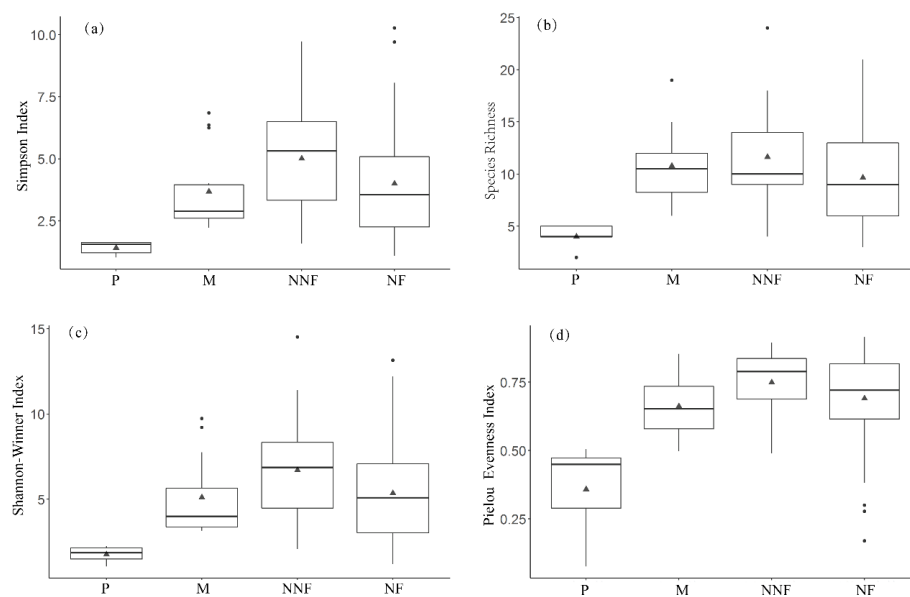 (a)
Simpson Index
10.0
7.5
5.0
2.5
P M NNF NF
(b)
Species Richness
25
20
15
10
5
P M NNF NF
(c)
Shannon-Winner Index
15
10
5
P M NNF NF
(d)
Pielou Evenness Index
0.75
0.50
0.25
P M NNF NF